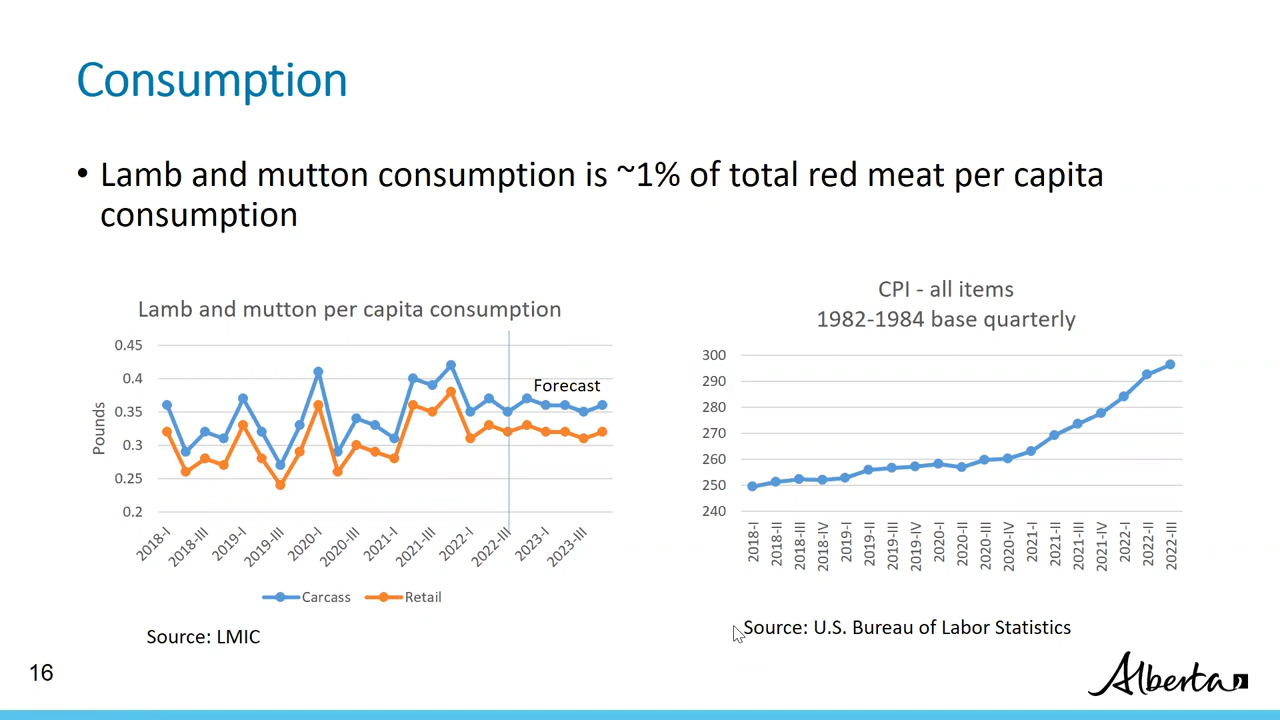 Consumption
• Lamb and mutton consumption is ~1% of total red meat per capita
consumption
Lamb and mutton per capita consumption
0.45
0.4
0.35
0.3
0.25
0.2
Pounds
Forecast
2018-I
2018-III
2019-I
2019-III
2020-I
2020-III
2021-I
2021-III
2022-I
2022-III
2023-I
2023-III
Carcass
Retail
Source: LMIC
CPI - all items
1982-1984 base quarterly
300
290
280
270
260
250
240
2018-I
2018-II
2018-III
2018-IV
2019-I
2019-II
2019-III
2019-IV
2020-I
2020-II
2020-III
2020-IV
2021-I
2021-II
2021-III
2021-IV
2022-I
2022-II
2022-III
Source: U.S. Bureau of Labor Statistics
16
Alberta